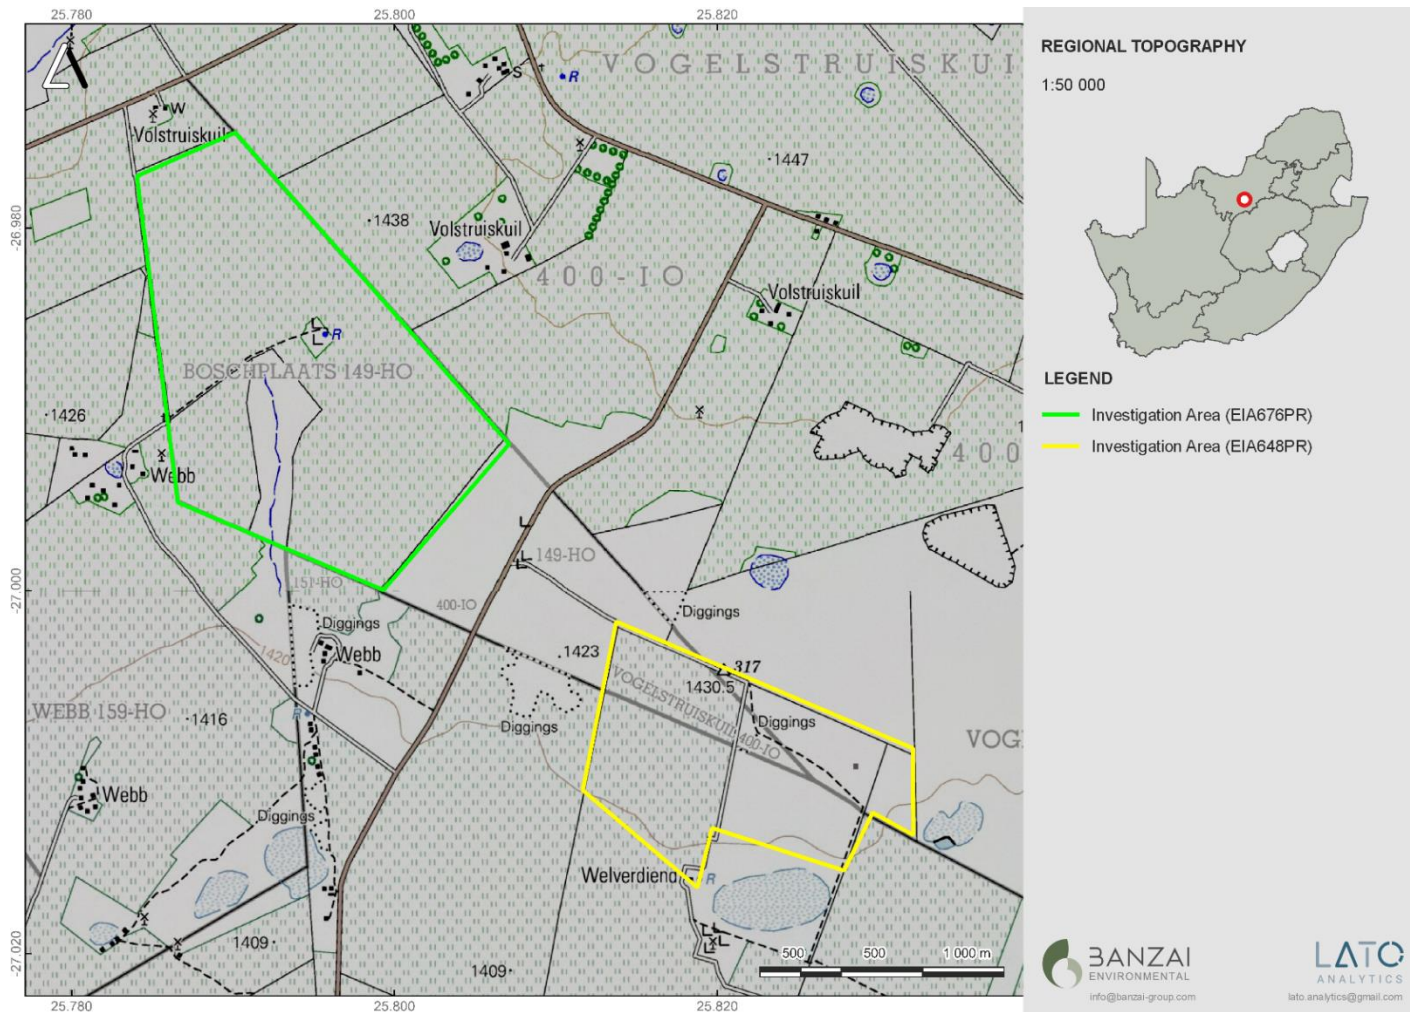 25.780
25.800
25.820
-26.980
-27.000
-27.020
25.780
25.800
25.820
VOGELSTRUISKUI
S
R
W
Volstruiskuil
1447
1438
Volstruiskuil
400-IO
Volstruiskuil
R
BOSCHPLAATS 149-HO
1426
Webb
400
149-HO
151-HO
400-IO
Diggings
Diggings
Webb
1420
1423
317
1430.5
VOGELSTRUISKUIL 400-IO
Diggings
Diggings
WEBB 159-HO
1416
R
VOG
Webb
Diggings
Welverdiend
R
1409
1409
500
500
1 000 m
REGIONAL TOPOGRAPHY
1:50 000
LEGEND
Investigation Area (EIA676PR)
Investigation Area (EIA648PR)
BANZAI
ENVIRONMENTAL
info@banzai-group.com
LATO
ANALYTICS
lato.analytics@gmail.com